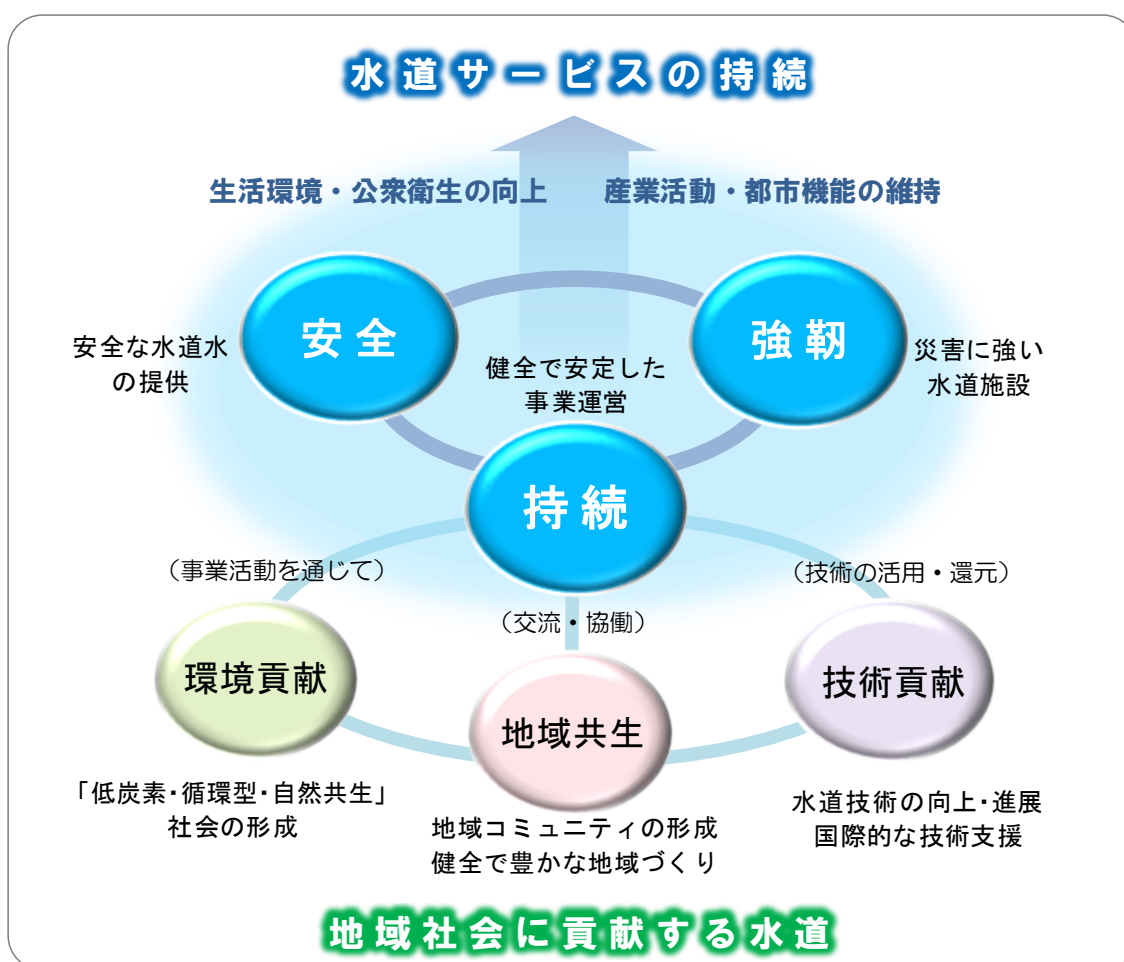 水道サービスの持続
生活環境・公衆衛生の向上
産業活動・都市機能の維持
安全
強靭
安全な水道水
の提供
健全で安定した
事業運営
災害に強い
水道施設
持続
（事業活動を通じて）
（交流・協働）
（技術の活用・還元）
環境貢献
地域共生
技術貢献
「低炭素・循環型・自然共生」
社会の形成
地域コミュニティの形成
健全で豊かな地域づくり
水道技術の向上・進展
国際的な技術支援
地域社会に貢献する水道